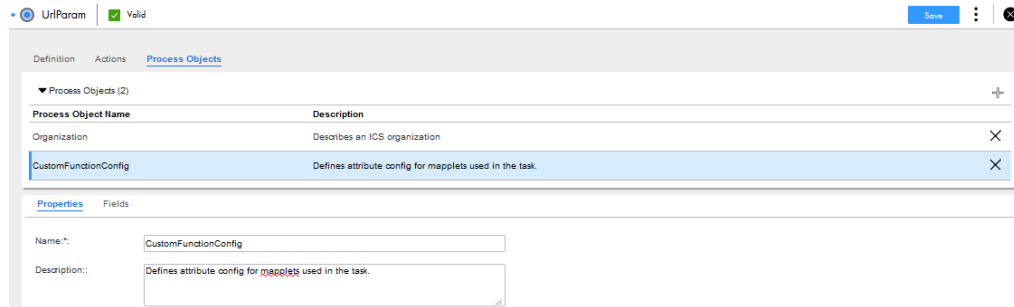 UrlParam Valid Save
Definition Actions Process Objects
Process Objects (2)
Process Object Name Description
Organization Describes an ICS organization
CustomFunctionConfig Defines attribute config for mapplets used in the task.
Properties Fields
Name:*: CustomFunctionConfig
Description:: Defines attribute config for mapplets used in the task.